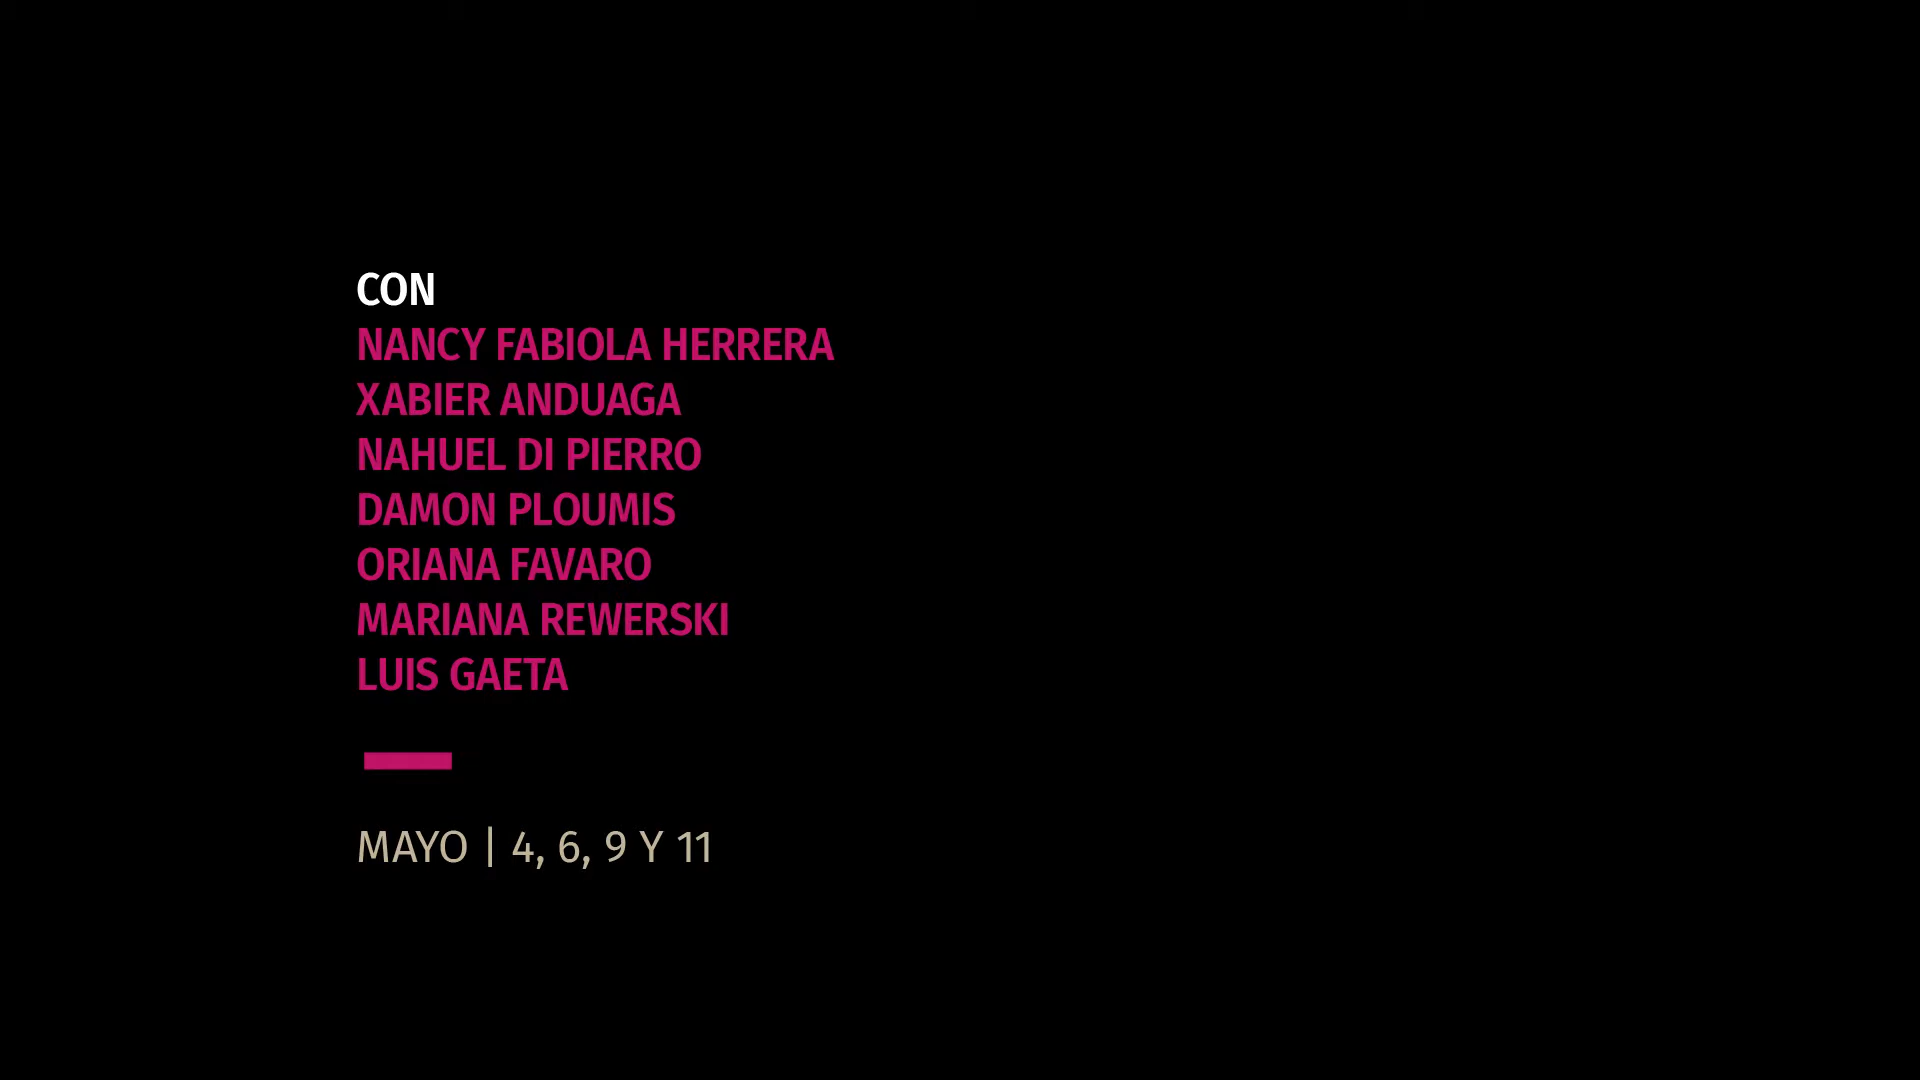 CON
NANCY FABIOLA HERRERA
XABIER ANDUAGA
NAHUEL DI PIERRO
DAMON PLOUMIS
ORIANA FAVARO
MARIANA REWERSKI
LUIS GAETA
MAYO | 4, 6, 9 Y 11